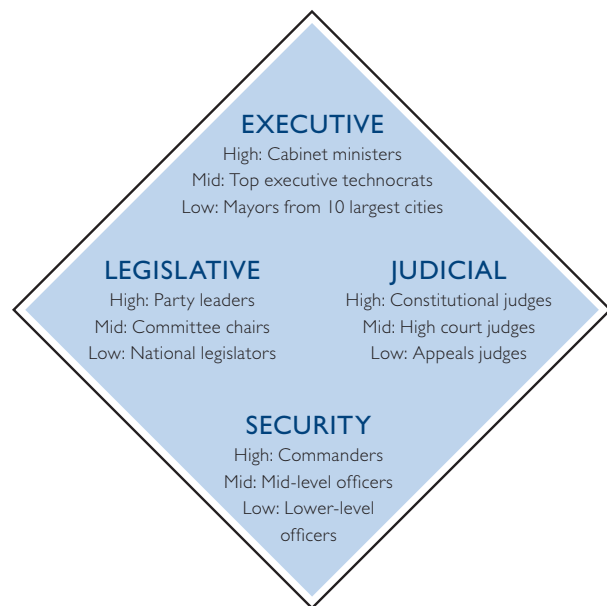 EXECUTIVE
High: Cabinet ministers
Mid: Top executive technocrats
Low: Mayors from 10 largest cities
LEGISLATIVE
High: Party leaders
Mid: Committee chairs
Low: National legislators
JUDICIAL
High: Constitutional judges
Mid: High court judges
Low: Appeals judges
SECURITY
High: Commanders
Mid: Mid-level officers
Low: Lower-level
officers